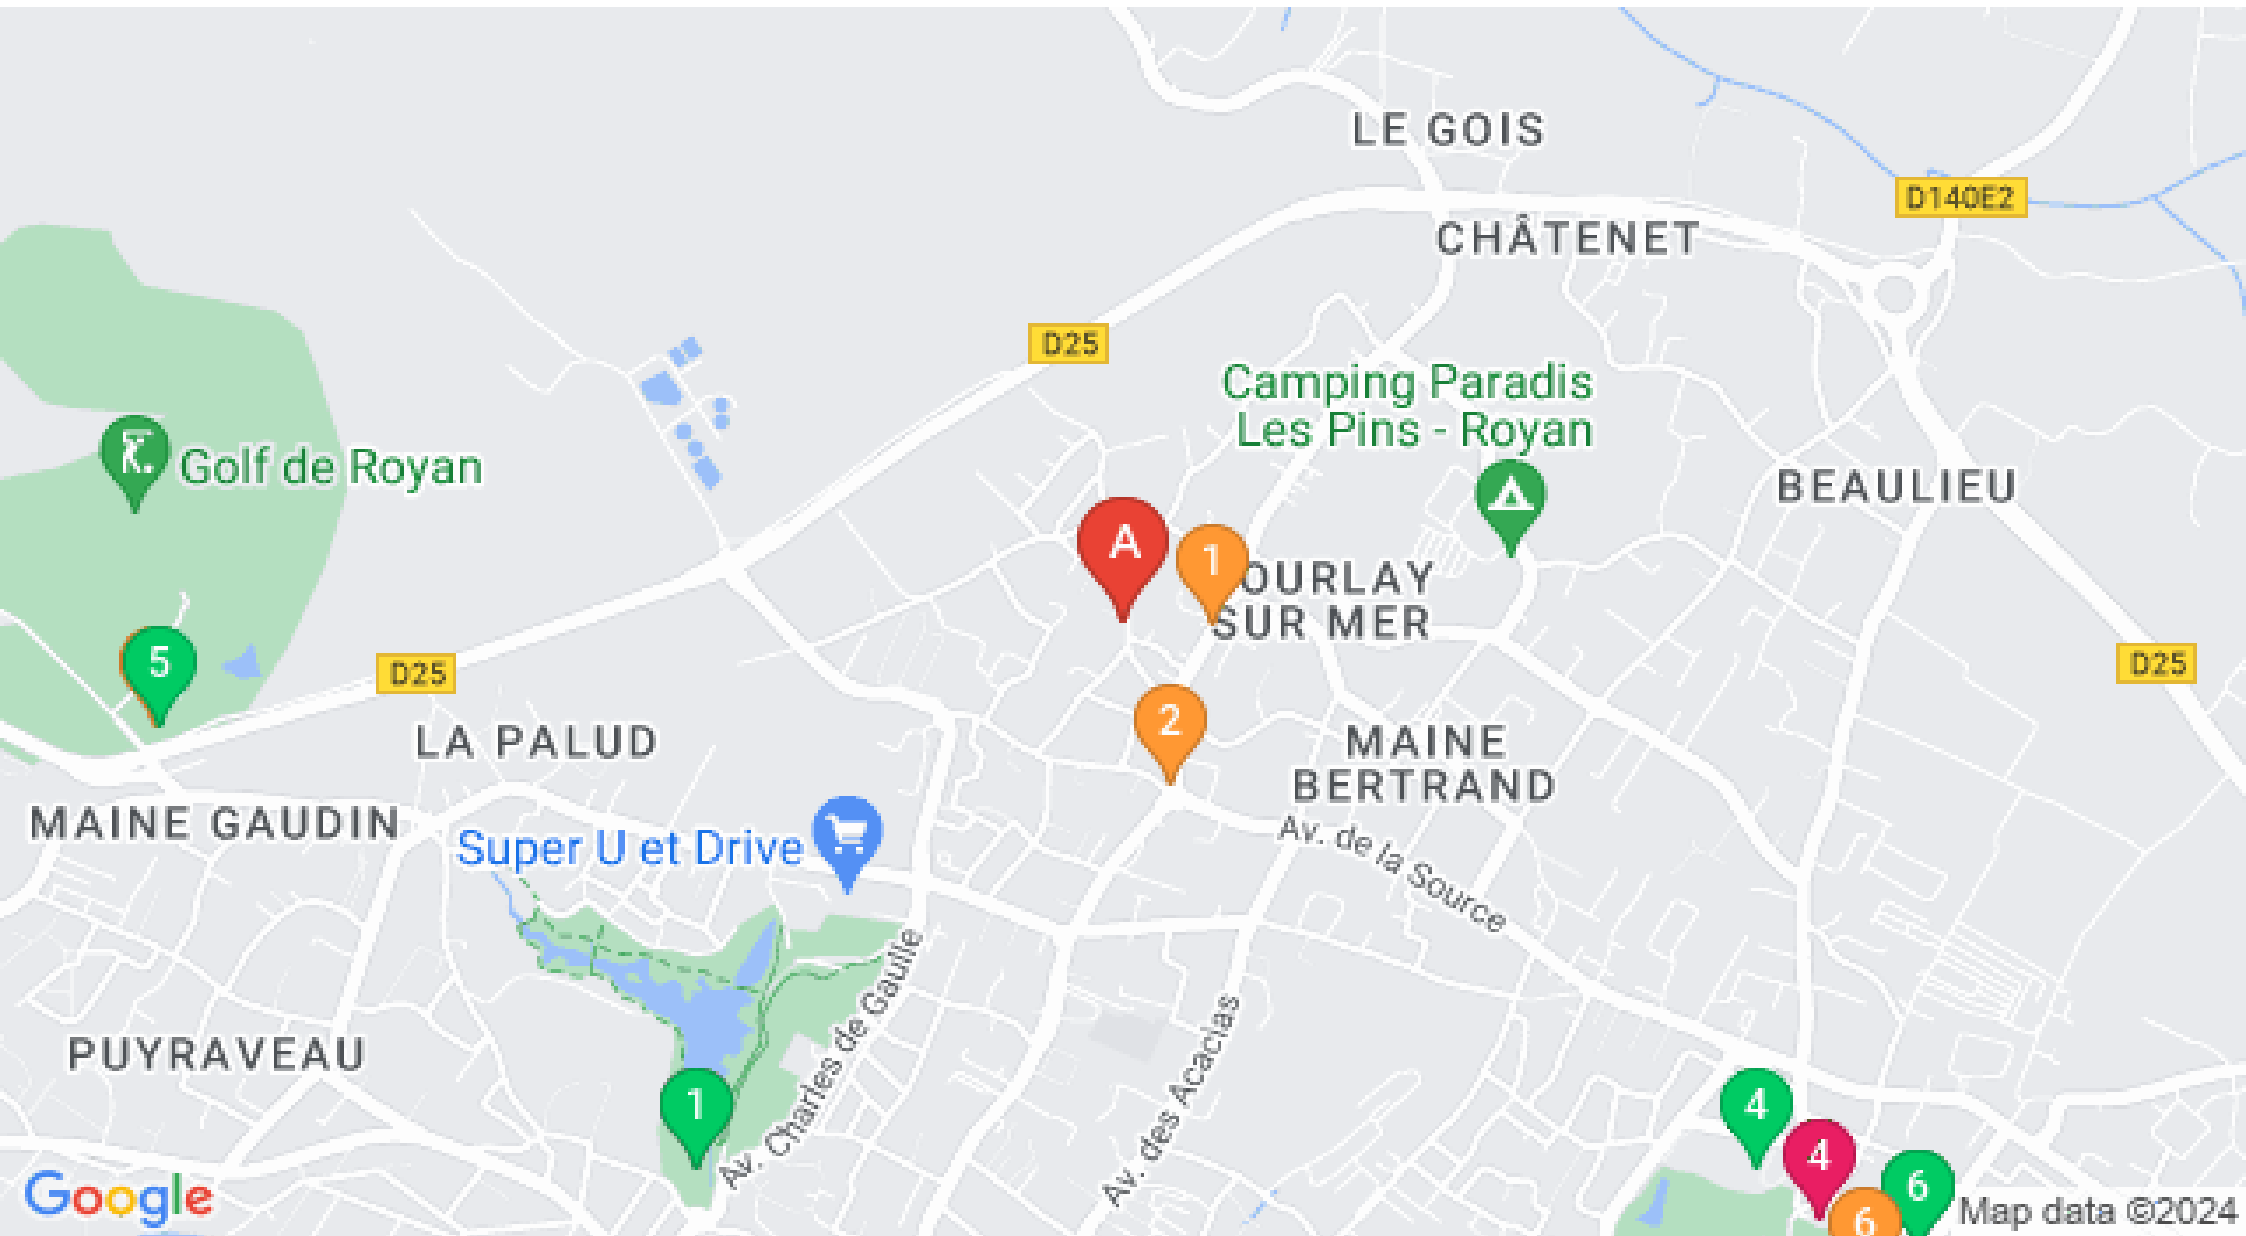 LE GOIS
D140E2
CHÂTENET
D25
Camping Paradis
Les Pins - Royan
Golf de Royan
BEAULIEU
A
1
OURLAY
SUR MER
5
D25
D25
2
LA PALUD
MAINE
BERTRAND
MAINE GAUDIN
Super U et Drive
Av. de la Source
Av. Charles de Gaulle
Av. des Acacias
PUYRAVEAU
1
4
4
6
6
Google
Map data ©2024